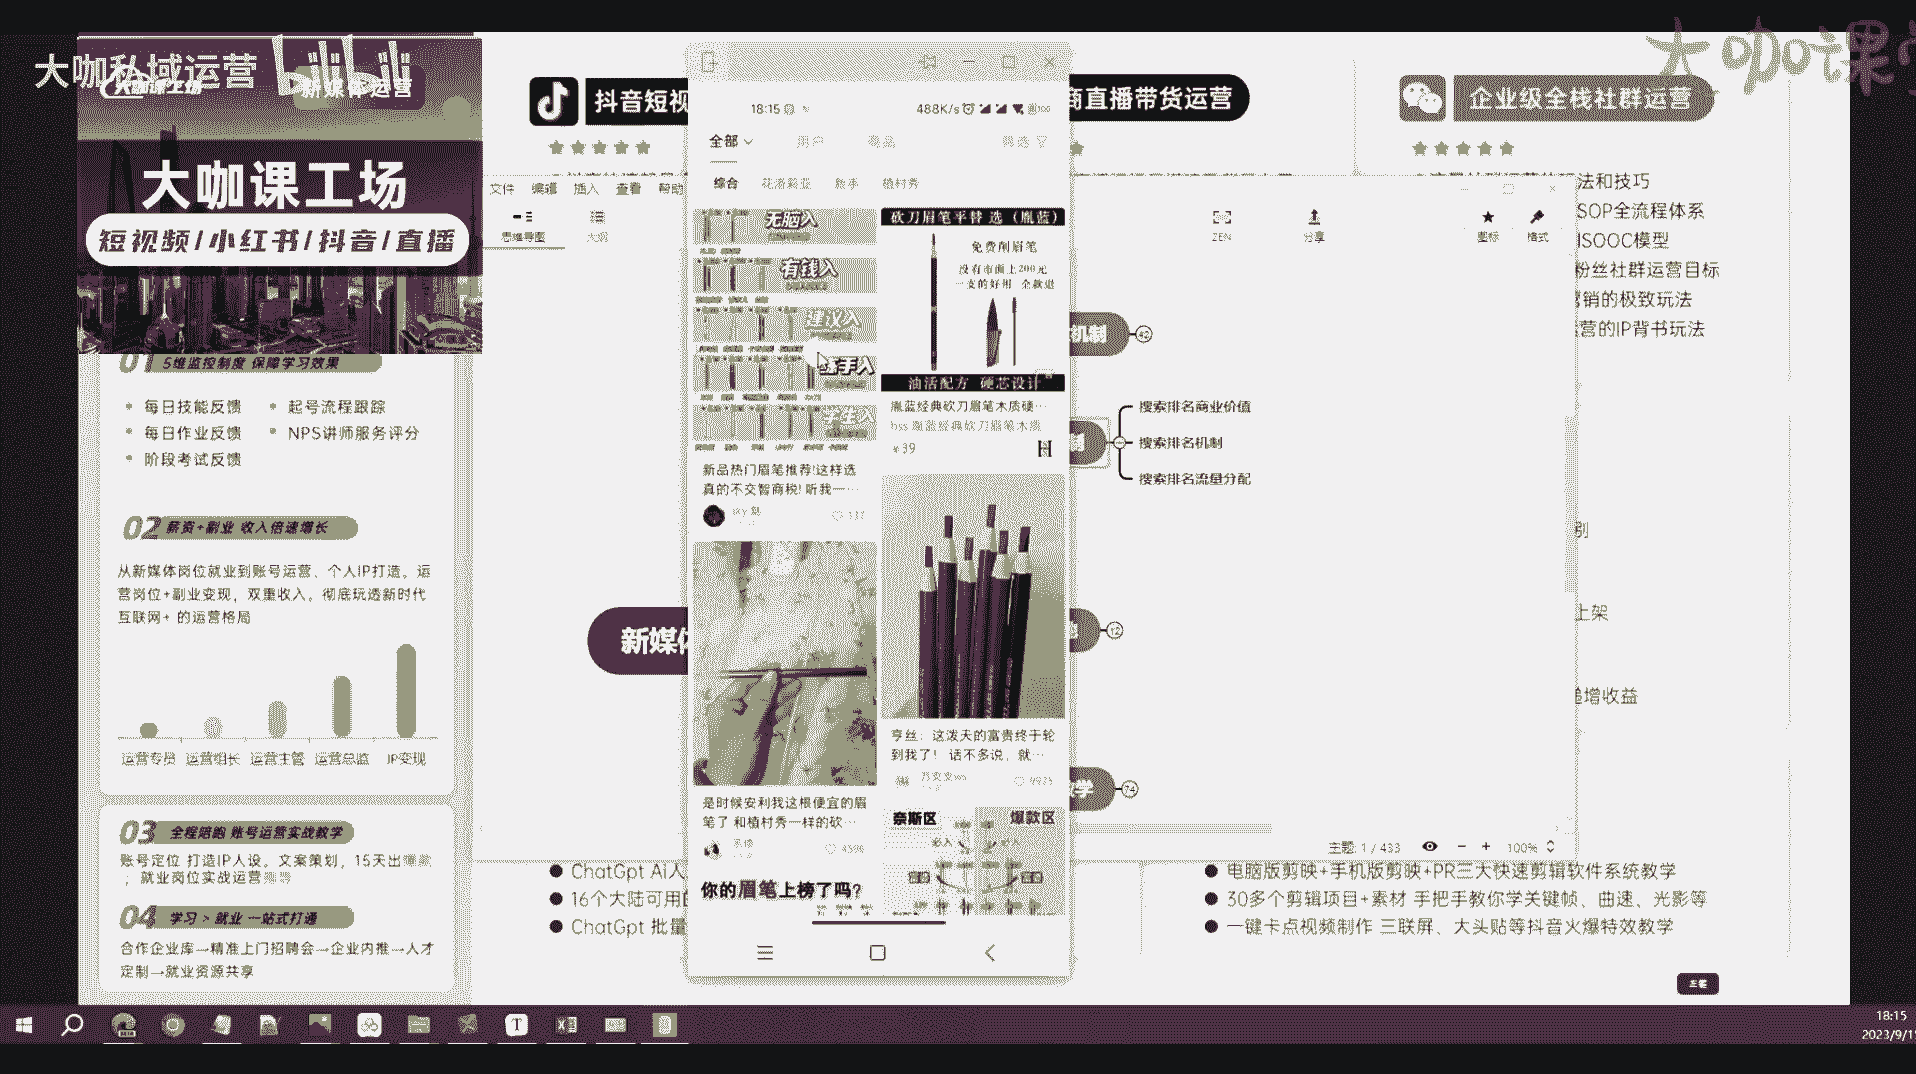 大咖私域运营
大咖课工场
新媒体运营
大咖课
大咖课工场
短视频/小红书/抖音/直播
01 5维监控制度 保障学习效果
每日技能反馈
起号流程跟踪
每日作业反馈
NPS讲师服务评分
阶段考试反馈
02 薪资+副业 收入倍速增长
从新媒体岗位就业到账号运营、个人IP打造。运
营岗位+副业变现，双重收入。彻底玩透新时代
互联网+ 的运营格局
运营专员 运营组长 运营主管 运营总监 IP变现
03 全程陪跑 账号运营实战教学
账号定位 打造IP人设。文案策划，15天出
；就业岗位实战运营
04 学习 > 就业 一站式打通
合作企业库→精准上门招聘会→企业内推→人才
定制→就业资源共享
抖音短视
商直播带货运营
企业级全栈社群运营
文件 编辑 插入 查看 帮助
思维导图
大纲
ZEN
分享
图标
格式
法和技巧
SOP全流程体系
ISOOC模型
粉丝社群运营目标
营销的极致玩法
运营的IP背书玩法
上架
递增收益
新媒体
机制
42
搜索排名商业价值
搜索排名机制
搜索排名流量分配
12
学
74
主题: 1 / 433
100%
18:15
488K/s
100
全部
用户
商品
筛选
综合
花洛莉亚
新手
植村秀
无脑入
有钱入
建议入
新手入
学生入
新品热门眉笔推荐!这样选
真的不交智商税! 听我一…
137
砍刀眉笔平替 选（胤蓝）
免费削眉笔
没有市面上200元
一支的好用 全款退
油活配方 硬芯设计
胤蓝经典砍刀眉笔木质硬…
hss 胤蓝经典砍刀眉笔木质
￥39
是时候安利我这根便宜的眉
笔了 和植村秀一样的砍…
4396
亨丝：这泼天的富贵终于轮
到我了！ 话不多说，就…
你的眉笔上榜了吗?
奈斯区
爆款区
ChatGpt AI人
16个大陆可用的
ChatGpt 批量
电脑版剪映+手机版剪映+PR三大快速剪辑软件系统教学
30多个剪辑项目+素材 手把手教你学关键帧、曲速、光影等
一键卡点视频制作 三联屏、大头贴等抖音火爆特效教学
18:15
2023/9/1